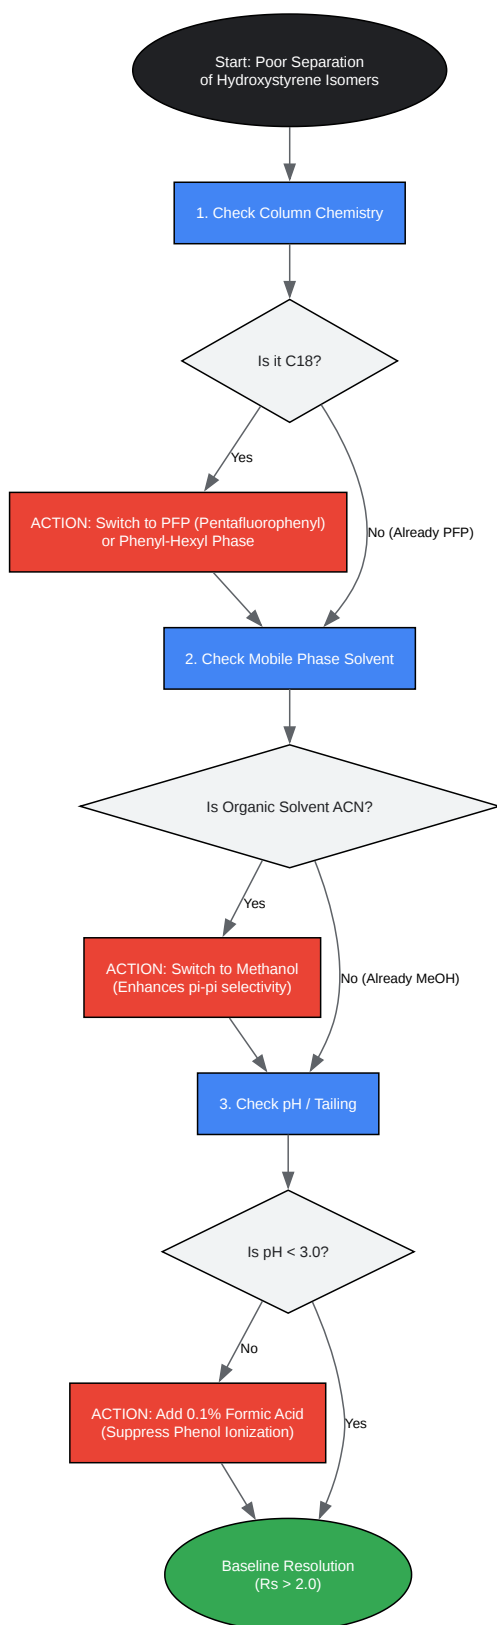 Start: Poor Separation
of Hydroxystyrene Isomers
1. Check Column Chemistry
Is it C18?
Yes
No (Already PFP)
ACTION: Switch to PFP (Pentafluorophenyl)
or Phenyl-Hexyl Phase
2. Check Mobile Phase Solvent
Is Organic Solvent ACN?
Yes
No (Already MeOH)
ACTION: Switch to Methanol
(Enhances pi-pi selectivity)
3. Check pH / Tailing
Is pH < 3.0?
No
Yes
ACTION: Add 0.1% Formic Acid
(Suppress Phenol Ionization)
Baseline Resolution
(Rs > 2.0)